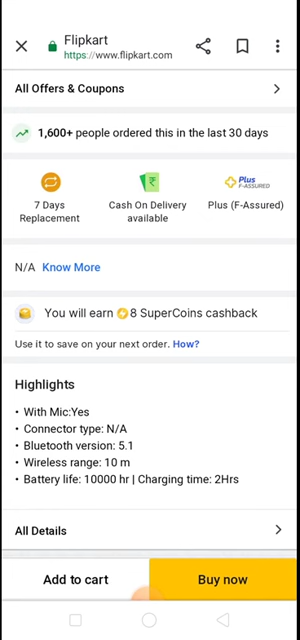 Flipkart
https://www.flipkart.com
All Offers & Coupons
1,600+ people ordered this in the last 30 days
7 Days
Replacement
Cash On Delivery
available
Plus
F-ASSURED
Plus (F-Assured)
N/A Know More
You will earn 8 SuperCoins cashback
Use it to save on your next order. How?
Highlights
• With Mic:Yes
• Connector type: N/A
• Bluetooth version: 5.1
• Wireless range: 10 m
• Battery life: 10000 hr | Charging time: 2Hrs
All Details
Add to cart
Buy now